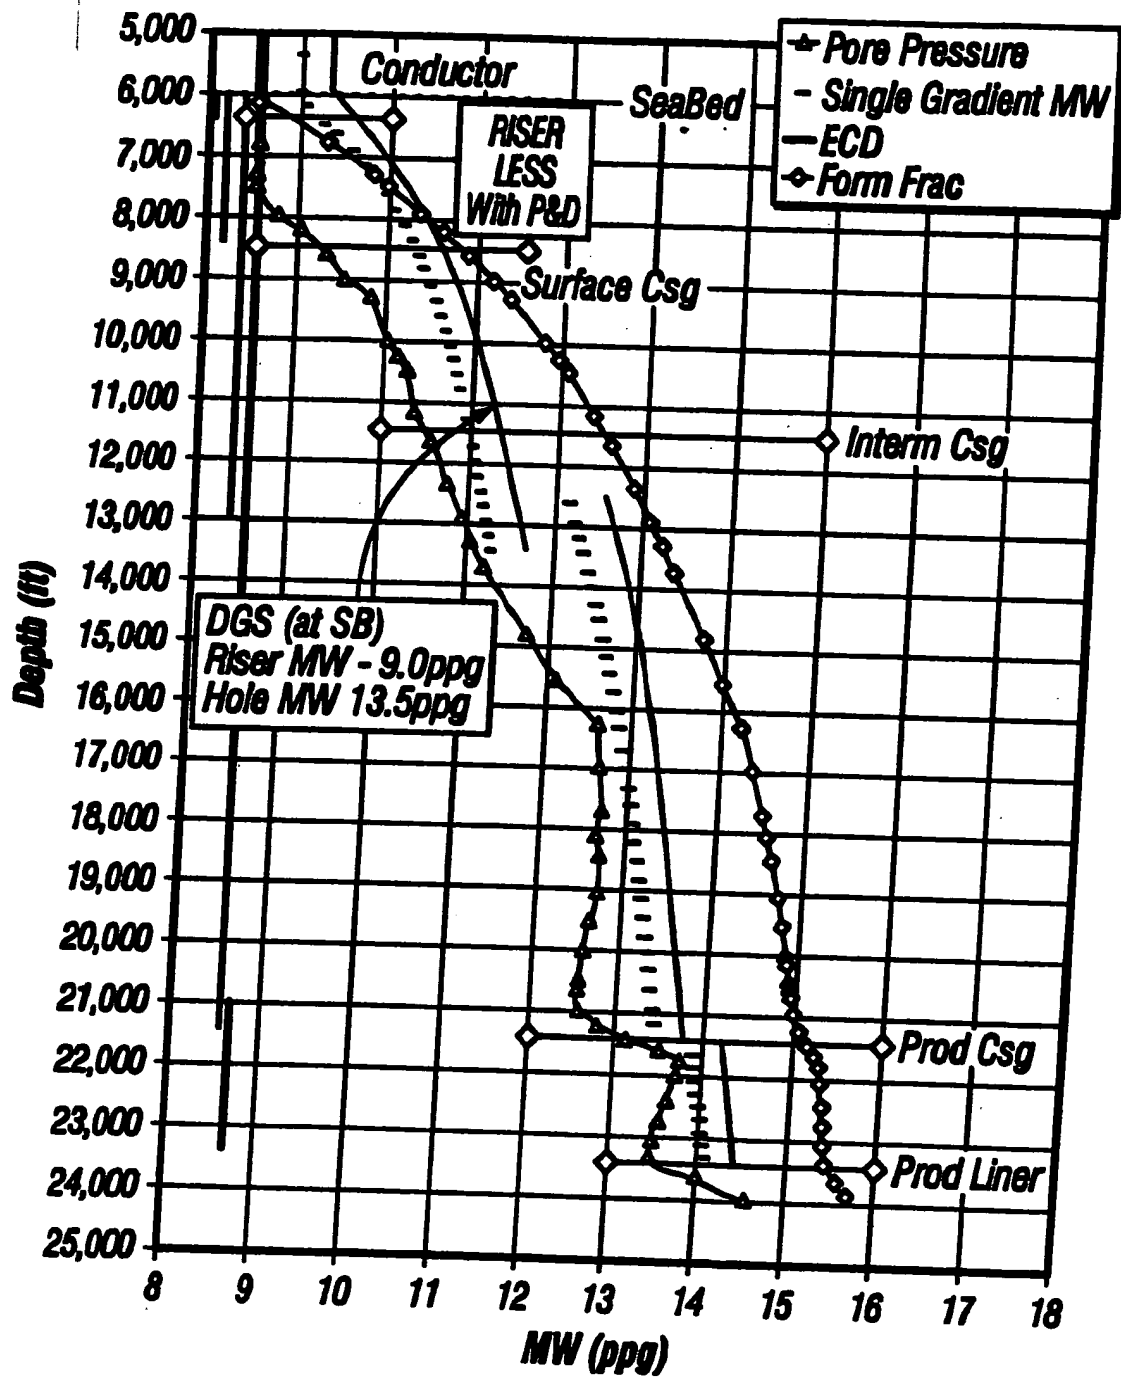 5,000
6,000
7,000
8,000
9,000
10,000
11,000
12,000
13,000
14,000
15,000
16,000
17,000
18,000
19,000
20,000
21,000
22,000
23,000
24,000
25,000
Depth (ft)
8 9 10 11 12 13 14 15 16 17 18
MW (ppg)
Pore Pressure
Single Gradient MW
ECD
Form Frac
Conductor
SeaBed
RISER
LESS
With P&D
Surface Csg
Interm Csg
DGS (at SB)
Riser MW - 9.0ppg
Hole MW 13.5ppg
Prod Csg
Prod Liner